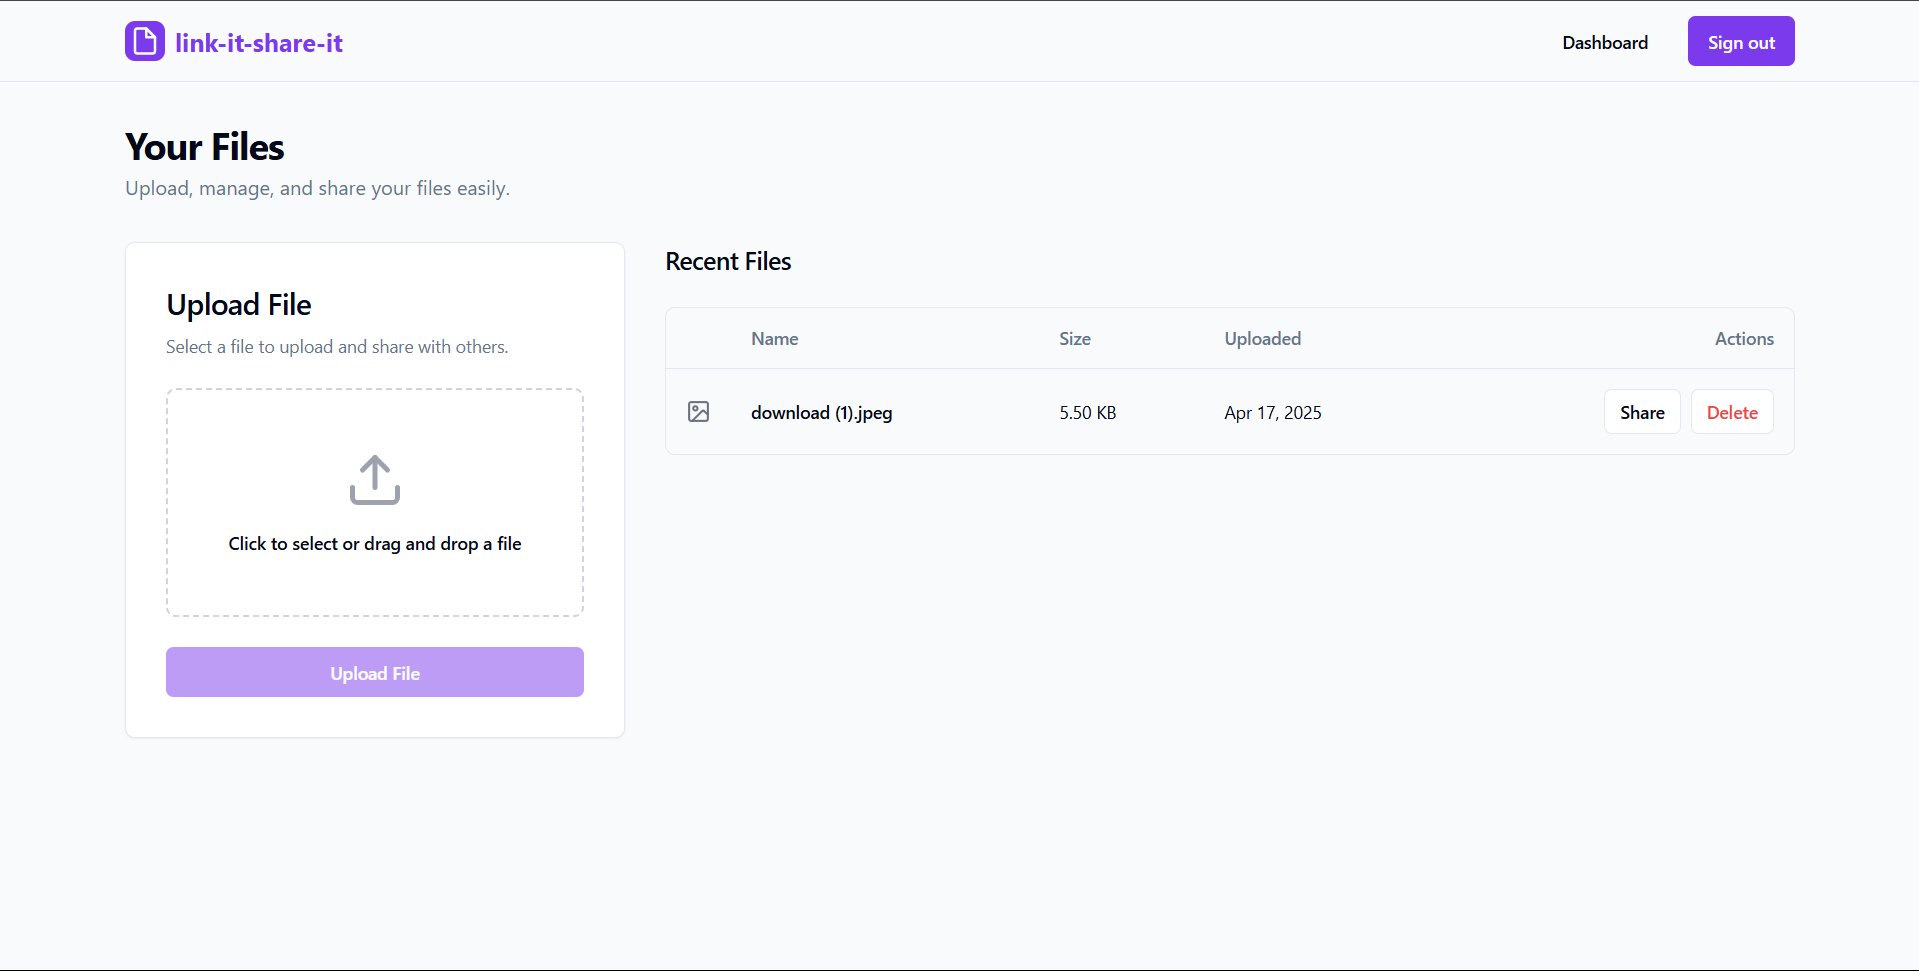 link-it-share-it
Dashboard
Sign out
Your Files
Upload, manage, and share your files easily.
Upload File
Select a file to upload and share with others.
Click to select or drag and drop a file
Upload File
Recent Files
Name Size Uploaded Actions
download (1).jpeg 5.50 KB Apr 17, 2025 Share Delete